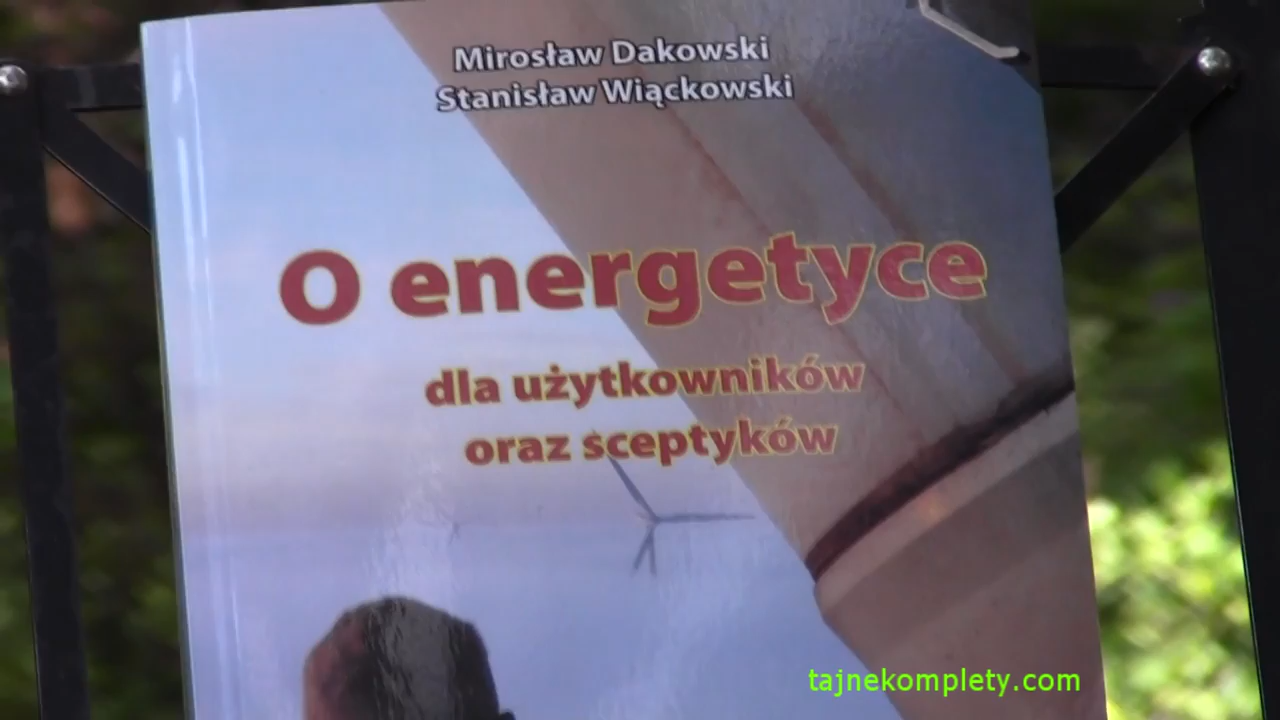 Mirosław Dakowski
Stanisław Wiąckowski
O energetyce
dla użytkowników
oraz sceptyków
tajnekomplety.com